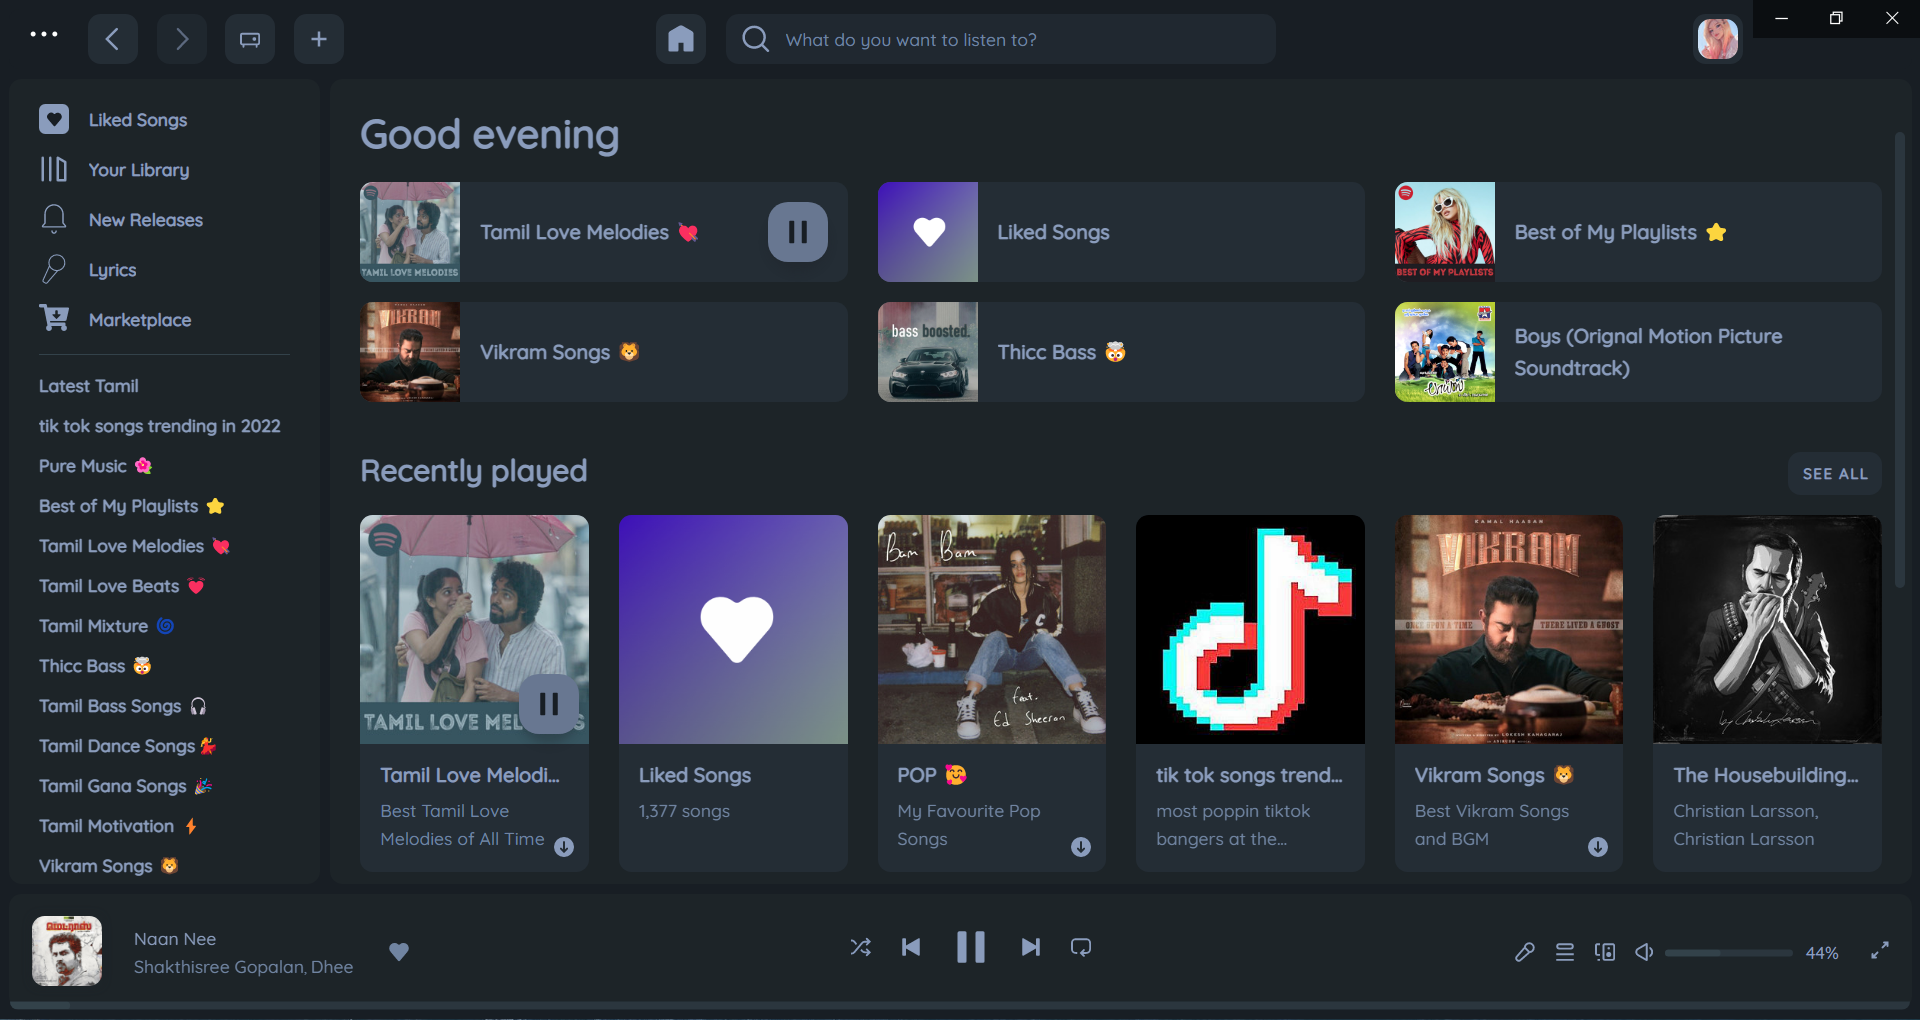 What do you want to listen to?
Liked Songs
Your Library
New Releases
Lyrics
Marketplace
Latest Tamil
tik tok songs trending in 2022
Pure Music 🌺
Best of My Playlists ⭐
Tamil Love Melodies 💘
Tamil Love Beats 💓
Tamil Mixture 🌀
Thicc Bass 🤯
Tamil Bass Songs 🎧
Tamil Dance Songs 💃
Tamil Gana Songs 🎉
Tamil Motivation ⚡
Vikram Songs 🦁
Good evening
TAMIL LOVE MELODIES
Tamil Love Melodies 💘
Liked Songs
BEST OF MY PLAYLISTS
Best of My Playlists ⭐
VIKRAM
Vikram Songs 🦁
bass boosted.
Thicc Bass 🤯
Boys (Orignal Motion Picture
Soundtrack)
Recently played
SEE ALL
TAMIL LOVE MEL
S
Tamil Love Melodi...
Best Tamil Love
Melodies of All Time
Liked Songs
1,377 songs
Bam Bam
feat.
Ed Sheeran
POP 🥰
My Favourite Pop
Songs
tik tok songs trend...
most poppin tiktok
bangers at the...
KAMAL HAASAN
VIKRAM
ONCE UPON A TIME THERE LIVED A GHOST
Vikram Songs 🦁
Best Vikram Songs
and BGM
The Housebuilding...
Christian Larsson,
Christian Larsson
Naan Nee
Shakthisree Gopalan, Dhee
44%